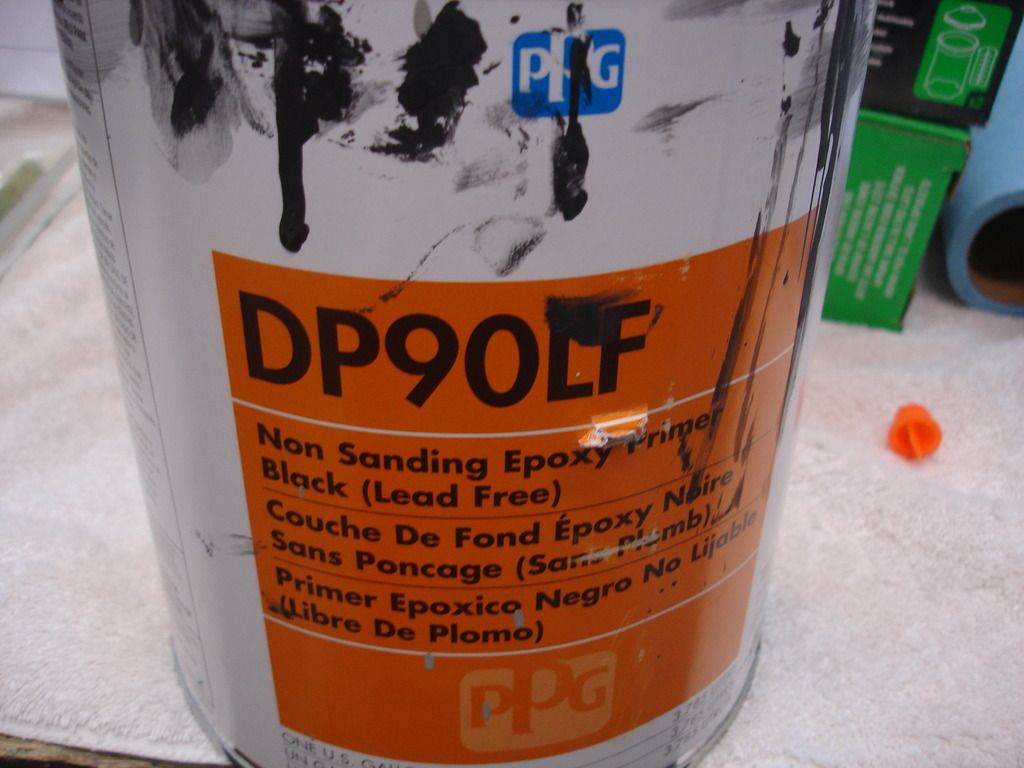 PPG
DP90LF
Non Sanding Epoxy Primer
Black (Lead Free)
Couche De Fond Époxy Noire
Sans Poncage (Sans Plomb)
Primer Epoxico Negro No Lijable
(Libre De Plomo)
PPG
ONE U.S.